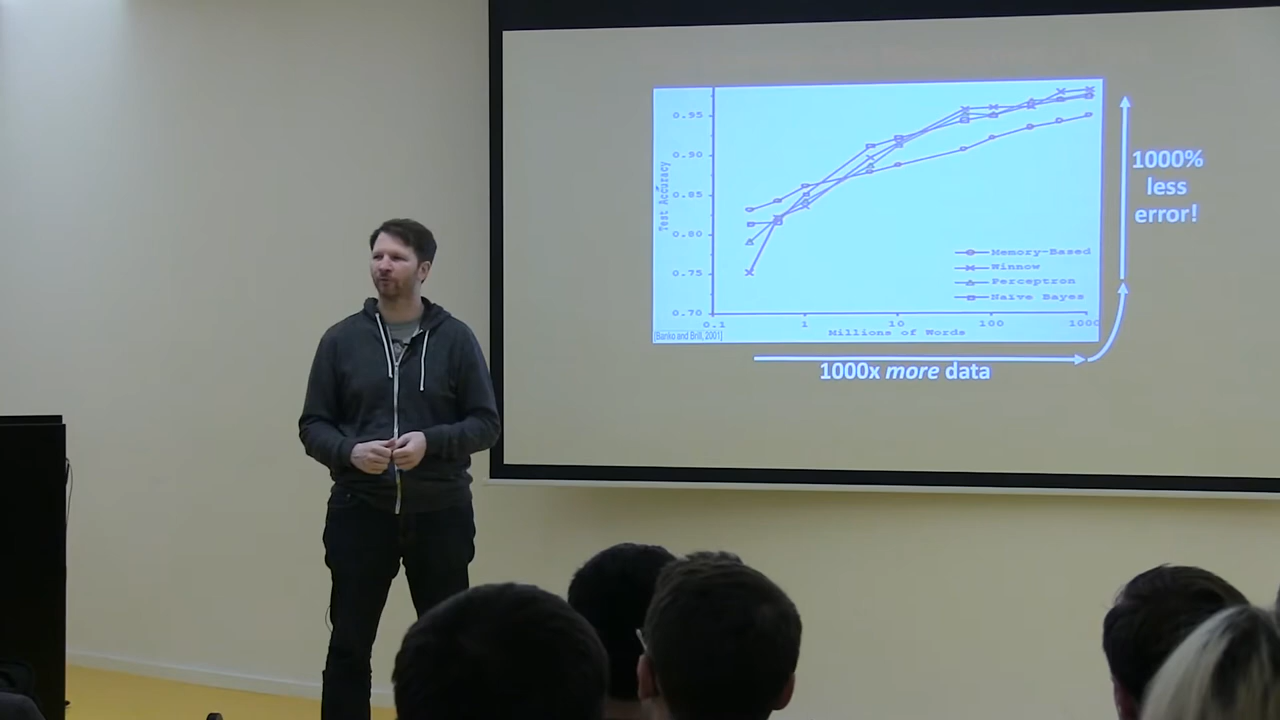 0.95
0.90
0.85
0.80
0.75
0.70
Test Accuracy
Memory-Based
Winnow
Perceptron
Naive Bayes
0.1 1 10 100 1000
Millions of Words
[Banko and Brill, 2001]
1000x more data
1000%
less
error!